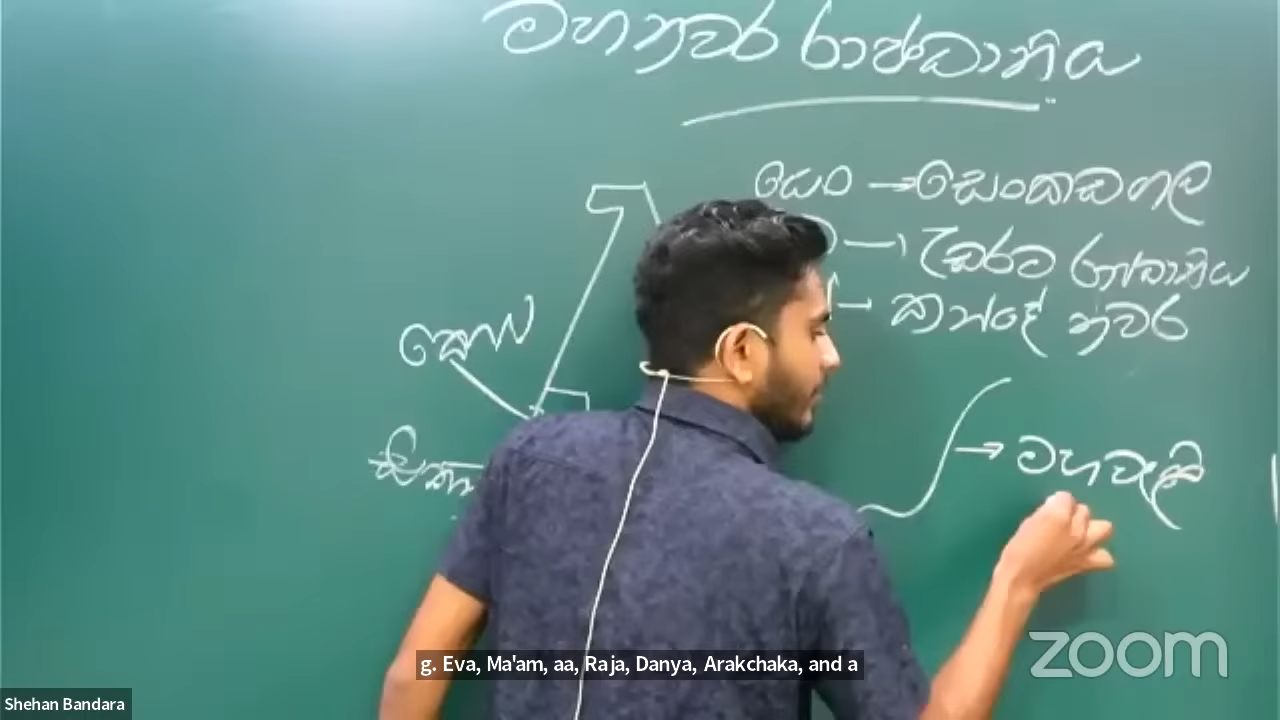 මහනුවර රාජධානිය
→ සෙංකඩගල
→ උඩරට රාජධානිය
→ කන්දේ නුවර
→ මහවැලි
g. Eva, Ma'am, aa, Raja, Danya, Arakchaka, and a
zoom
Shehan Bandara